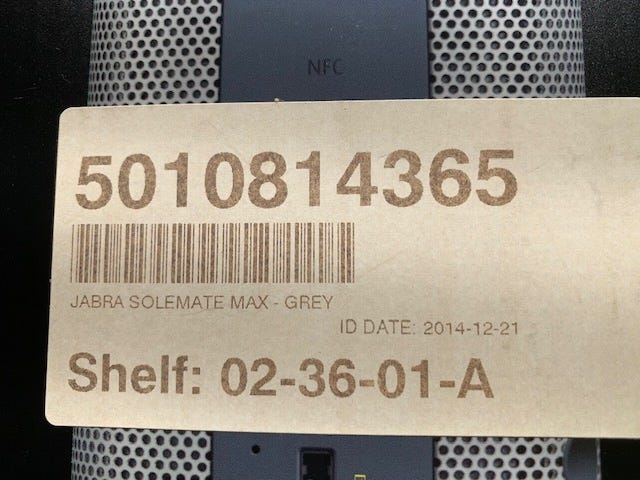 NFC
5010814365
JABRA SOLEMATE MAX - GREY
ID DATE: 2014-12-21
Shelf: 02-36-01-A